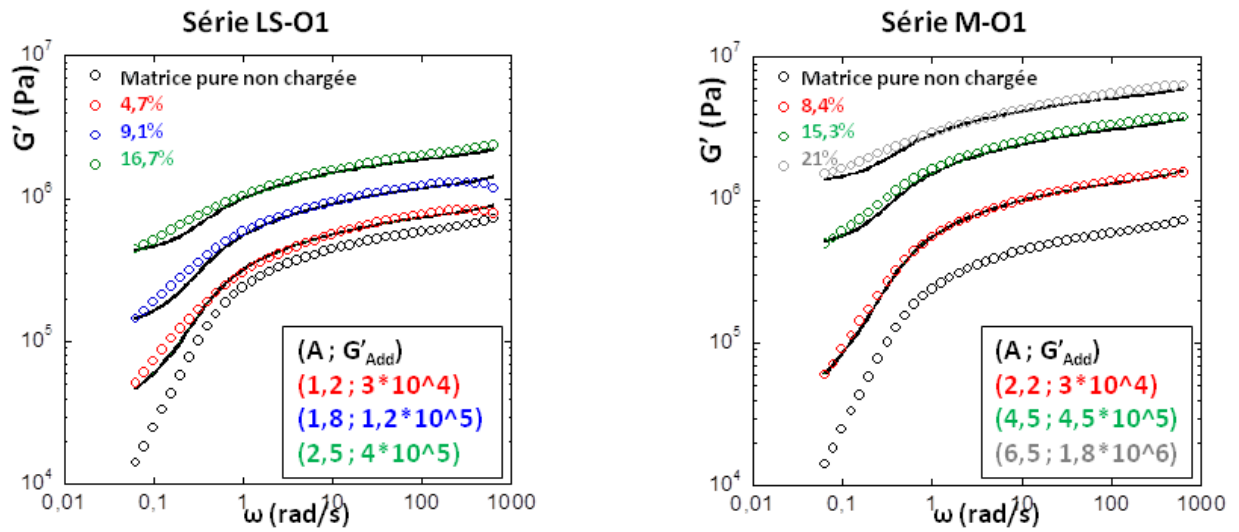 Série LS-O1
10^7
Matrice pure non chargée
4,7%
9,1%
16,7%
G’ (Pa)
10^6
10^5
(A ; G’Add)
(1,2 ; 3*10^4)
(1,8 ; 1,2*10^5)
(2,5 ; 4*10^5)
10^4
0,01 0,1 1 10 100 1000
ω (rad/s)
Série M-O1
10^7
Matrice pure non chargée
8,4%
15,3%
21%
G’ (Pa)
10^6
10^5
(A ; G’Add)
(2,2 ; 3*10^4)
(4,5 ; 4,5*10^5)
(6,5 ; 1,8*10^6)
10^4
0,01 0,1 1 10 100 1000
ω (rad/s)